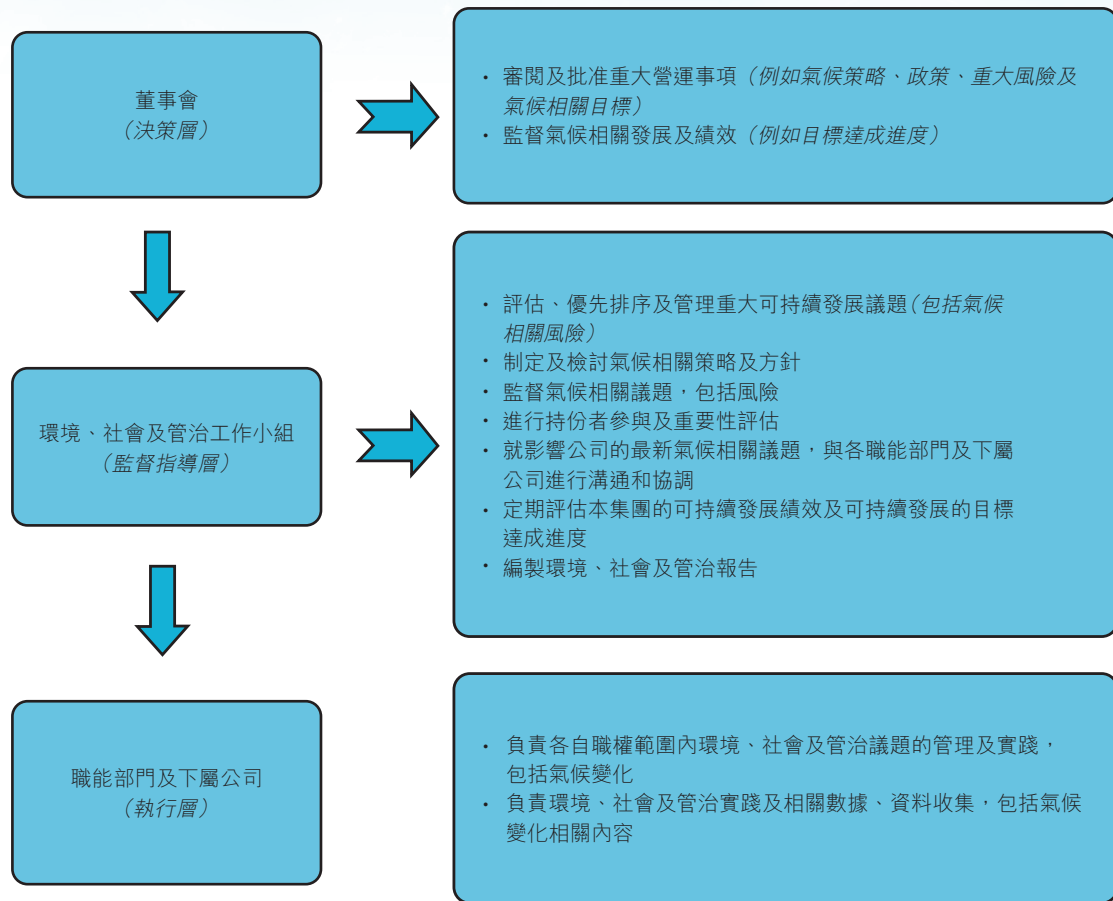 董事會
（決策層）
• 審閱及批准重大營運事項（例如氣候策略、政策、重大風險及
氣候相關目標）
• 監督氣候相關發展及績效（例如目標達成進度）
環境、社會及管治工作小組
（監督指導層）
• 評估、優先排序及管理重大可持續發展議題（包括氣候
相關風險）
• 制定及檢討氣候相關策略及方針
• 監督氣候相關議題，包括風險
• 進行持份者參與及重要性評估
• 就影響公司的最新氣候相關議題，與各職能部門及下屬
公司進行溝通和協調
• 定期評估本集團的可持續發展績效及可持續發展的目標
達成進度
• 編製環境、社會及管治報告
職能部門及下屬公司
（執行層）
• 負責各自職權範圍內環境、社會及管治議題的管理及實踐，
包括氣候變化
• 負責環境、社會及管治實踐及相關數據、資料收集，包括氣候
變化相關內容